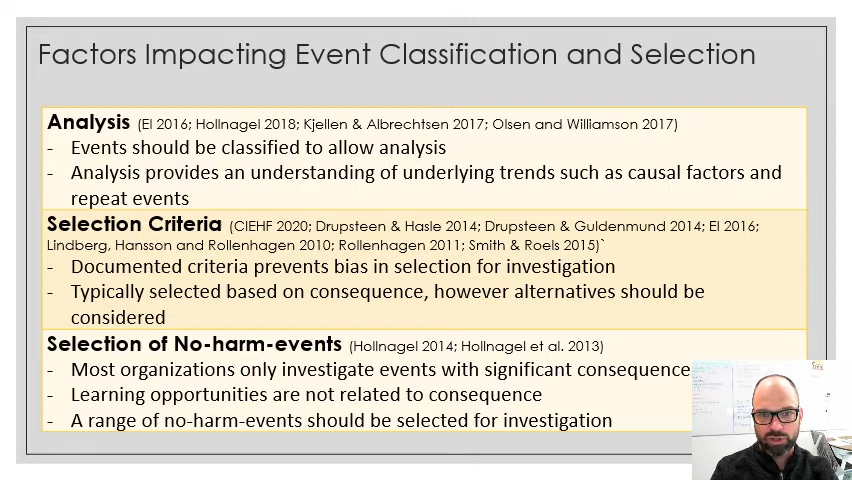 Factors Impacting Event Classification and Selection
Analysis (EI 2016; Hollnagel 2018; Kjellen & Albrechtsen 2017; Olsen and Williamson 2017)
- Events should be classified to allow analysis
- Analysis provides an understanding of underlying trends such as causal factors and
repeat events
Selection Criteria (CIEHF 2020; Drupsteen & Hasle 2014; Drupsteen & Guldenmund 2014; EI 2016;
Lindberg, Hansson and Rollenhagen 2010; Rollenhagen 2011; Smith & Roels 2015)`
- Documented criteria prevents bias in selection for investigation
- Typically selected based on consequence, however alternatives should be
considered
Selection of No-harm-events (Hollnagel 2014; Hollnagel et al. 2013)
- Most organizations only investigate events with significant consequence
- Learning opportunities are not related to consequence
- A range of no-harm-events should be selected for investigation